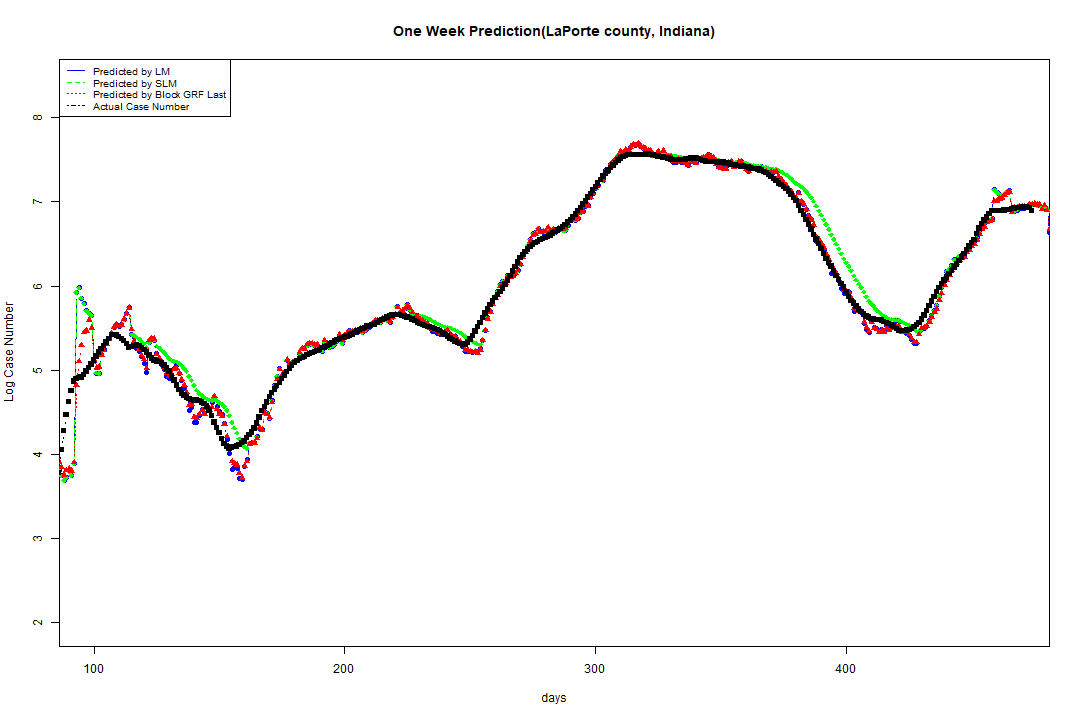 One Week Prediction(LaPorte county, Indiana)
Predicted by LM
Predicted by SLM
Predicted by Block GRF Last
Actual Case Number
8
7
6
5
4
3
2
Log Case Number
100 200 300 400
days